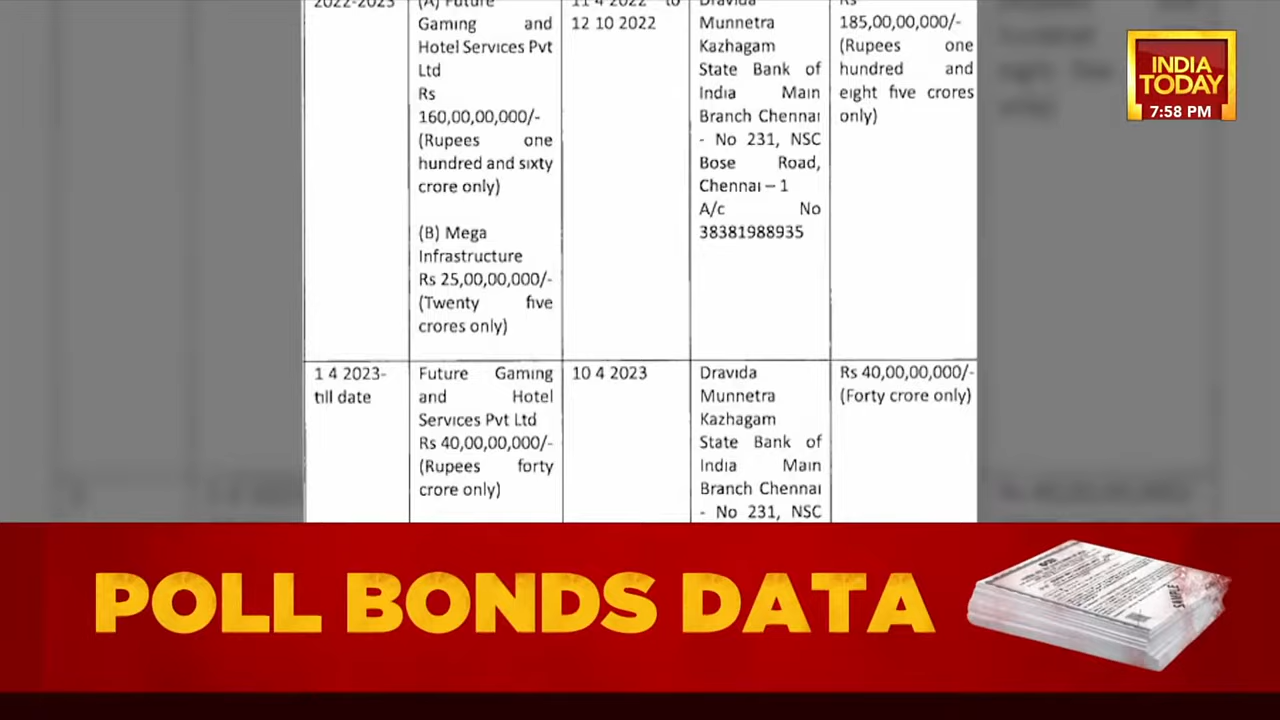 2022-2023
(A) Future
Gaming and
Hotel Services Pvt
Ltd
Rs
160,00,00,000/-
(Rupees one
hundred and sixty
crore only)
(B) Mega
Infrastructure
Rs 25,00,00,000/-
(Twenty five
crores only)
11 4 2022 to
12 10 2022
Dravida
Munnetra
Kazhagam
State Bank of
India Main
Branch Chennai
- No 231, NSC
Bose Road,
Chennai – 1
A/c No
38381988935
Rs
185,00,00,000/-
(Rupees one
hundred and
eight five crores
only)
1 4 2023-
till date
Future Gaming
and Hotel
Services Pvt Ltd
Rs 40,00,00,000/-
(Rupees forty
crore only)
10 4 2023
Dravida
Munnetra
Kazhagam
State Bank of
India Main
Branch Chennai
- No 231, NSC
Rs 40,00,00,000/-
(Forty crore only)
INDIA
TODAY
7:58 PM
POLL BONDS DATA
SAMPLE